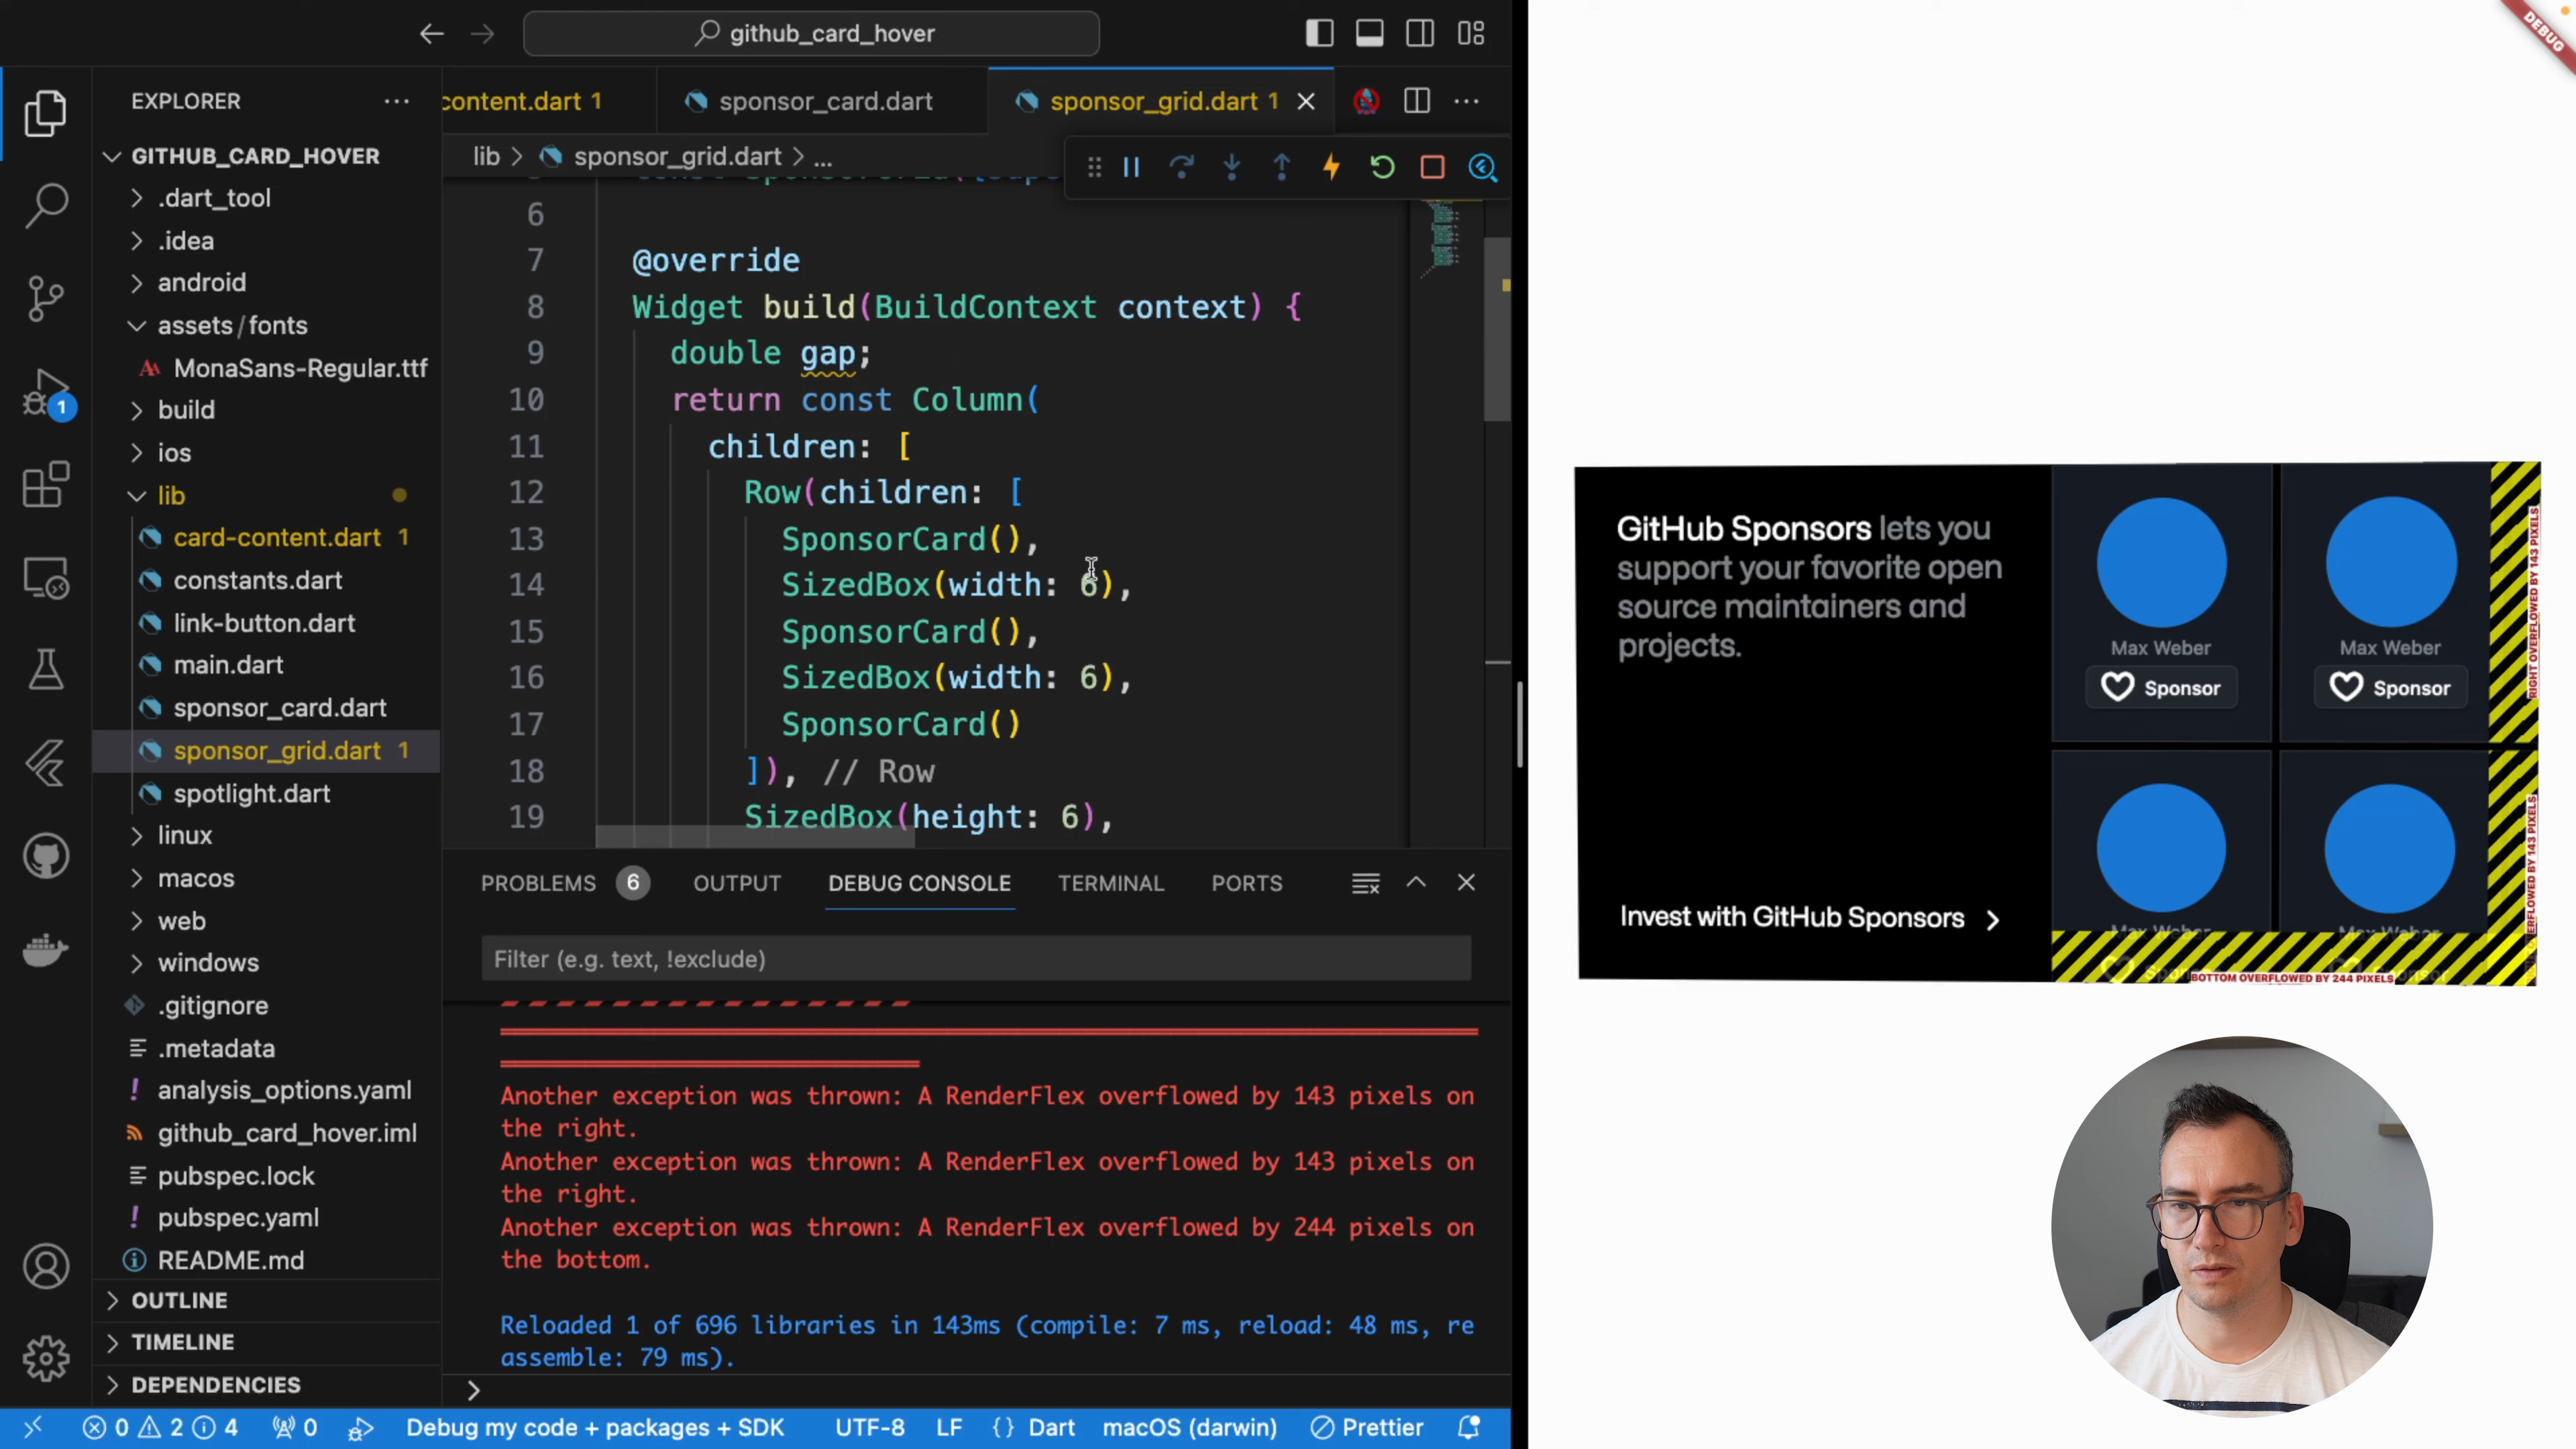 github_card_hover
DEBUG
EXPLORER
GITHUB_CARD_HOVER
.dart_tool
.idea
android
assets/fonts
MonaSans-Regular.ttf
build
ios
lib
card-content.dart 1
constants.dart
link-button.dart
main.dart
sponsor_card.dart
sponsor_grid.dart 1
spotlight.dart
linux
macos
web
windows
.gitignore
.metadata
analysis_options.yaml
github_card_hover.iml
pubspec.lock
pubspec.yaml
README.md
OUTLINE
TIMELINE
DEPENDENCIES
1
content.dart 1
sponsor_card.dart
sponsor_grid.dart 1
lib > sponsor_grid.dart > ...
6
7 @override
8 Widget build(BuildContext context) {
9 double gap;
10 return const Column(
11 children: [
12 Row(children: [
13 SponsorCard(),
14 SizedBox(width: 6),
15 SponsorCard(),
16 SizedBox(width: 6),
17 SponsorCard()
18 ]), // Row
19 SizedBox(height: 6),
PROBLEMS 6 OUTPUT DEBUG CONSOLE TERMINAL PORTS
Filter (e.g. text, !exclude)
Another exception was thrown: A RenderFlex overflowed by 143 pixels on
the right.
Another exception was thrown: A RenderFlex overflowed by 143 pixels on
the right.
Another exception was thrown: A RenderFlex overflowed by 244 pixels on
the bottom.
Reloaded 1 of 696 libraries in 143ms (compile: 7 ms, reload: 48 ms, re
assemble: 79 ms).
0 2 4 0 Debug my code + packages + SDK UTF-8 LF {} Dart macOS (darwin) Prettier
GitHub Sponsors lets you
support your favorite open
source maintainers and
projects.
Invest with GitHub Sponsors
Max Weber
Sponsor
Max Weber
Sponsor
Max Weber
Max Weber
RIGHT OVERFLOWED BY 143 PIXELS
OVERFLOWED BY 143 PIXELS
BOTTOM OVERFLOWED BY 244 PIXELS